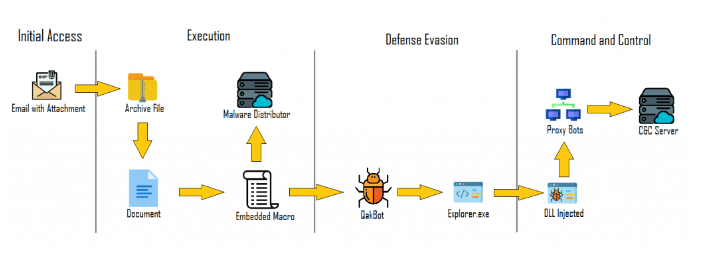 Initial Access
Execution
Defense Evasion
Command and Control
Email with Attachment
Archive File
Malware Distributor
Proxy Bots
C&C Server
Document
Embedded Macro
QakBot
Explorer.exe
DLL Injected